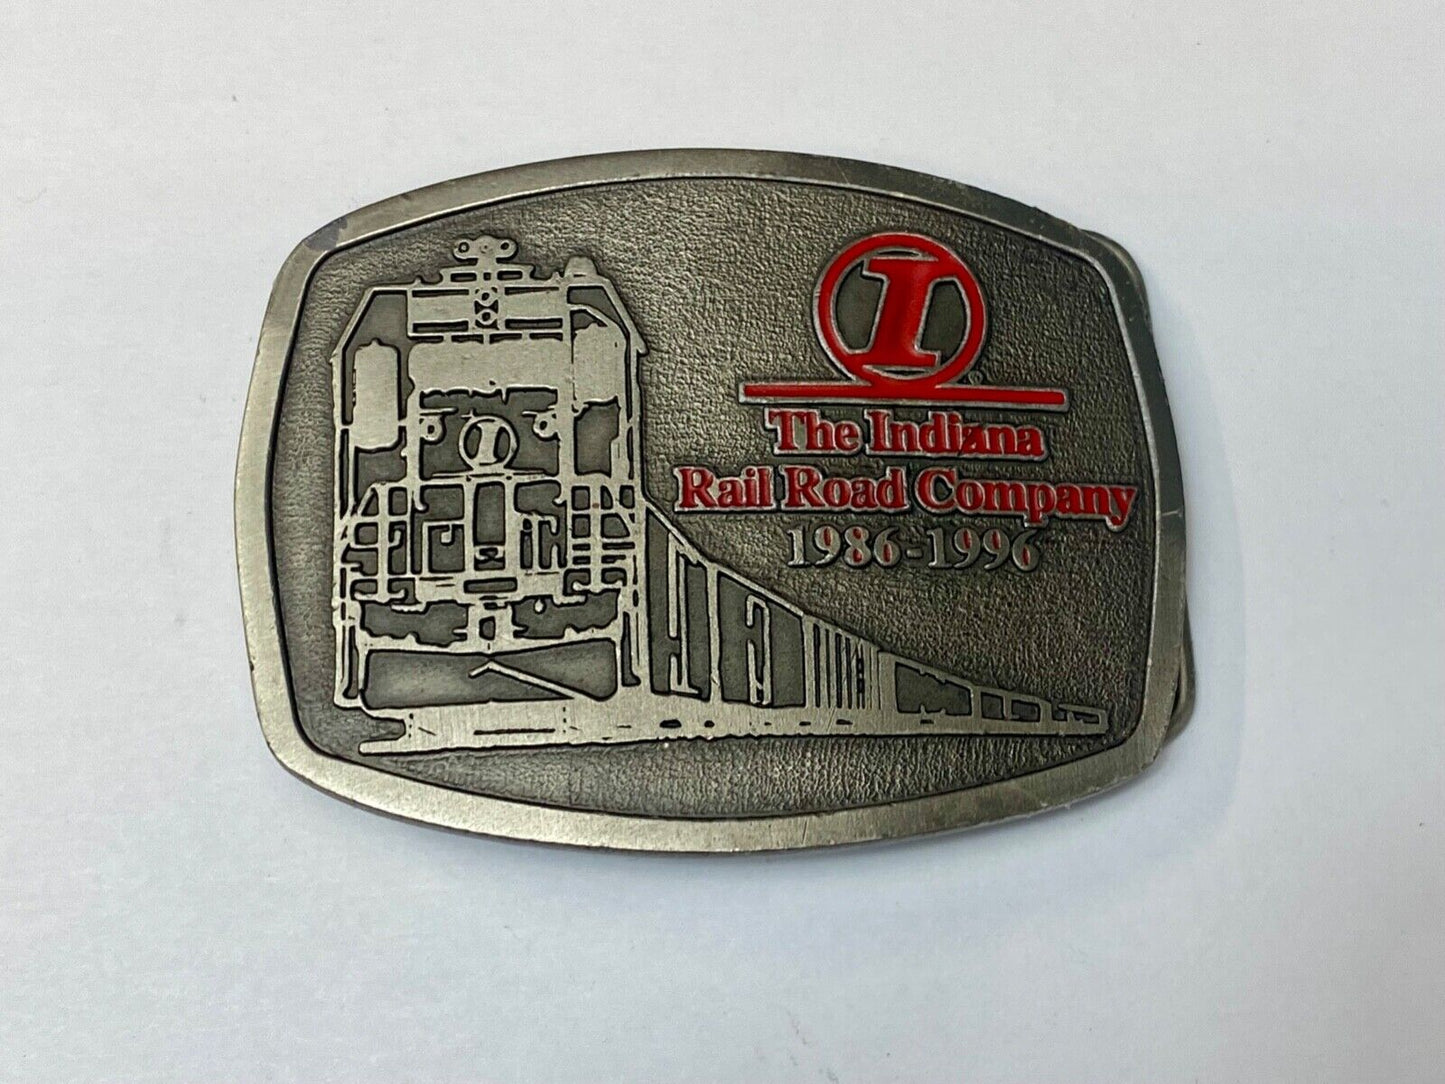 I
®
The Indiana
Rail Road Company
1986-1996
I